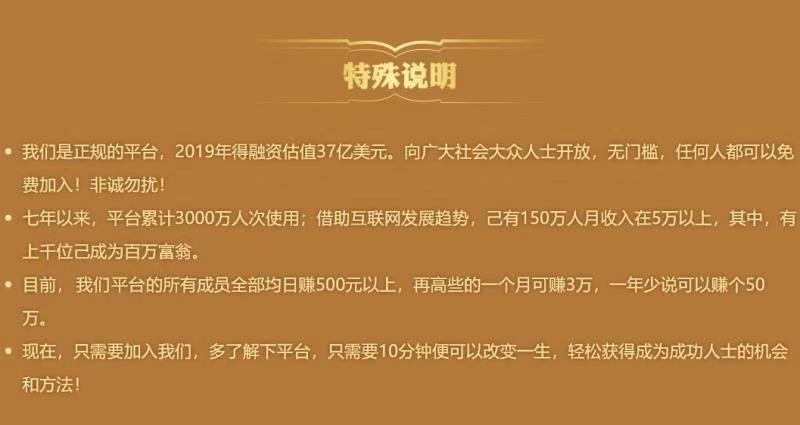 特殊说明
我们是正规的平台，2019年得融资估值37亿美元。向广大社会大众人士开放，无门槛，任何人都可以免
费加入！非诚勿扰！
七年以来，平台累计3000万人次使用；借助互联网发展趋势，己有150万人月收入在5万以上，其中，有
上千位己成为百万富翁。
目前，我们平台的所有成员全部均日赚500元以上，再高些的一个月可赚3万，一年少说可以赚个50
万。
现在，只需要加入我们，多了解下平台，只需要10分钟便可以改变一生，轻松获得成为成功人士的机会
和方法！